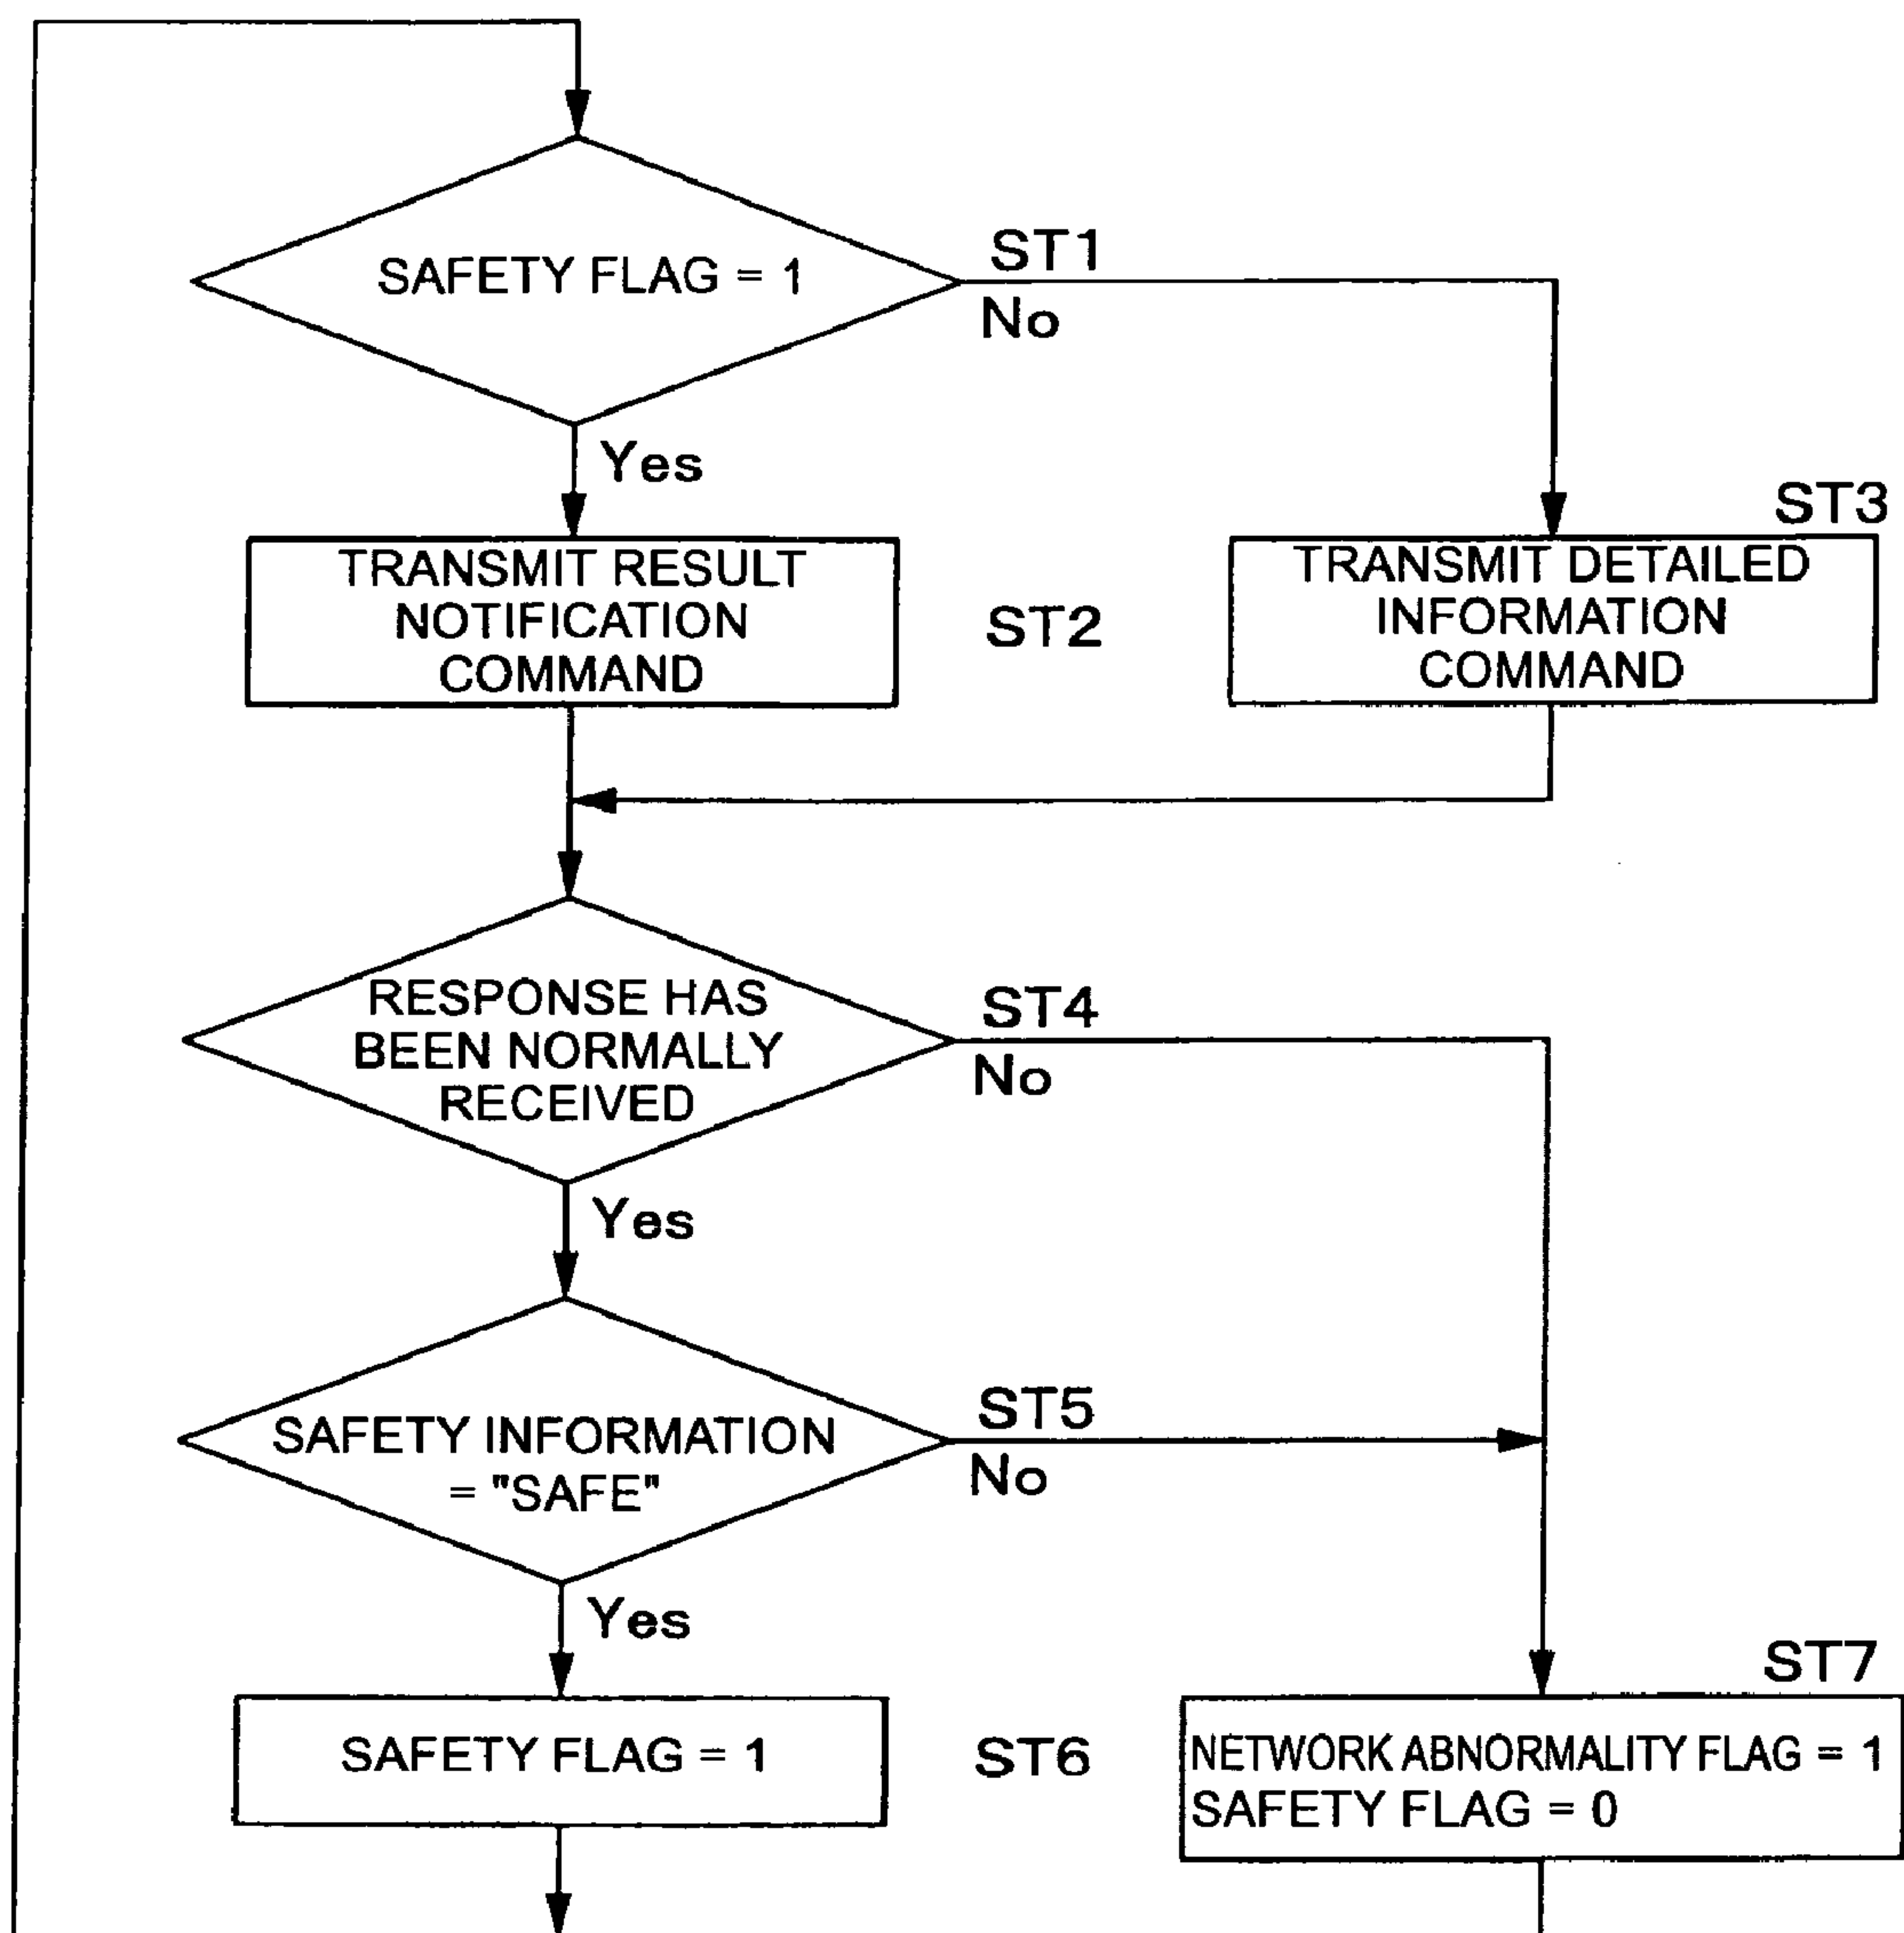 SAFETY FLAG = 1
ST1
No
Yes
TRANSMIT RESULT
NOTIFICATION
COMMAND
ST2
ST3
TRANSMIT DETAILED
INFORMATION
COMMAND
RESPONSE HAS
BEEN NORMALLY
RECEIVED
ST4
No
Yes
SAFETY INFORMATION
= "SAFE"
ST5
No
Yes
SAFETY FLAG = 1
ST6
ST7
NETWORK ABNORMALITY FLAG = 1
SAFETY FLAG = 0